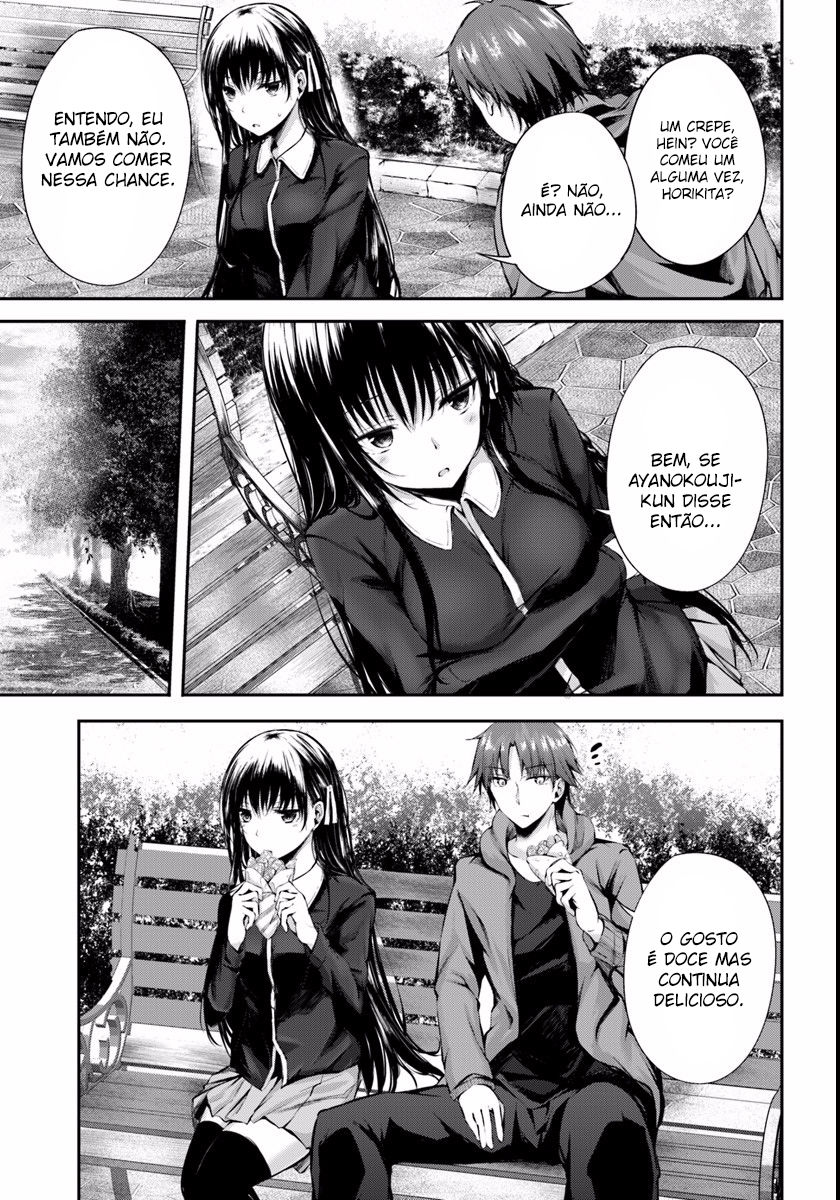 UM CREPE,
HEIN? VOCÊ
COMEU UM
ALGUMA VEZ,
HORIKITA?
É? NÃO,
AINDA NÃO...
ENTENDO, EU
TAMBÉM NÃO.
VAMOS COMER
NESSA CHANCE.
BEM, SE
AYANOKOUJI-
KUN DISSE
ENTÃO...
O GOSTO
É DOCE MAS
CONTINUA
DELICIOSO.